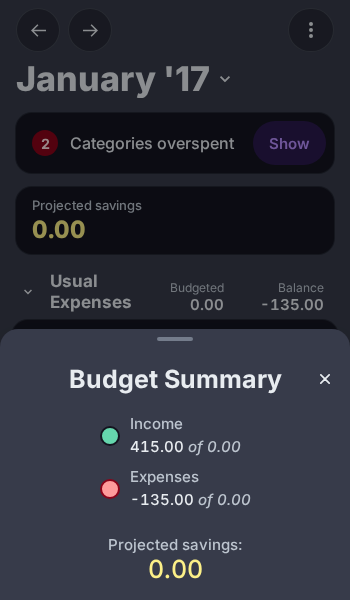 January '17
2 Categories overspent Show
Projected savings
0.00
Usual Expenses
Budgeted
0.00
Balance
-135.00
Budget Summary
Income
415.00 of 0.00
Expenses
-135.00 of 0.00
Projected savings:
0.00